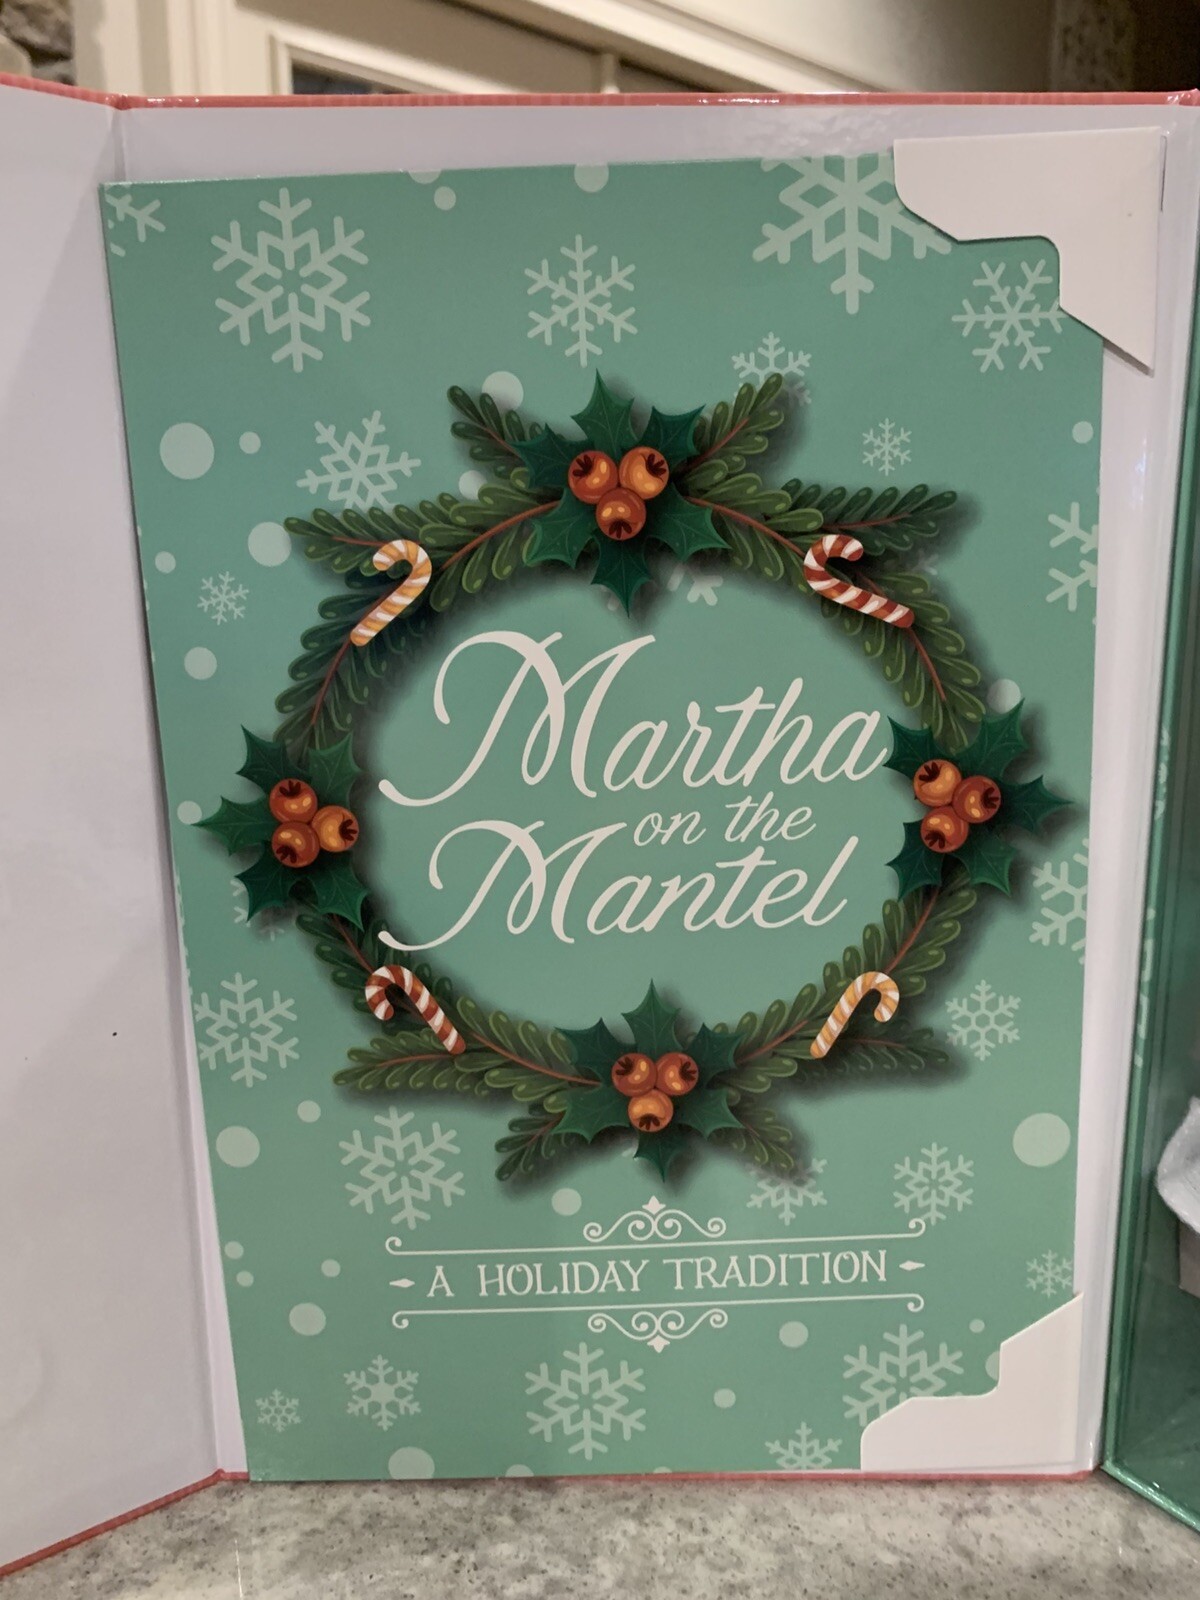 Martha
on the
Mantel
A HOLIDAY TRADITION